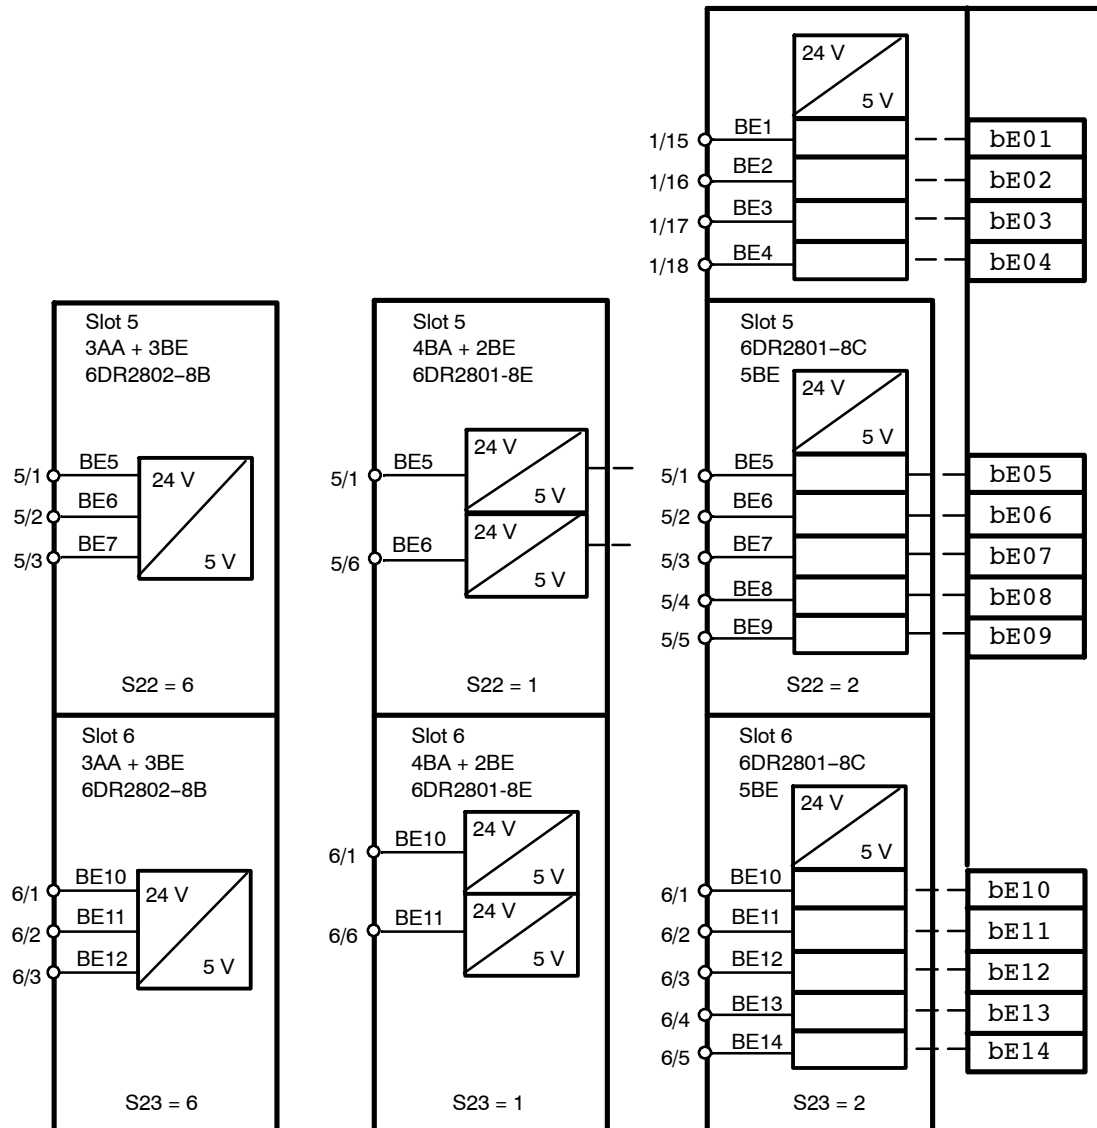 24 V
5 V
1/15 BE1 bE01
1/16 BE2 bE02
1/17 BE3 bE03
1/18 BE4 bE04
Slot 5
3AA + 3BE
6DR2802–8B
5/1 BE5
5/2 BE6
5/3 BE7
24 V
5 V
S22 = 6
Slot 5
4BA + 2BE
6DR2801-8E
5/1 BE5
24 V
5 V
5/6 BE6
24 V
5 V
S22 = 1
Slot 5
6DR2801–8C
5BE
24 V
5 V
5/1 BE5 bE05
5/2 BE6 bE06
5/3 BE7 bE07
5/4 BE8 bE08
5/5 BE9 bE09
S22 = 2
Slot 6
3AA + 3BE
6DR2802–8B
6/1 BE10
6/2 BE11
6/3 BE12
24 V
5 V
S23 = 6
Slot 6
4BA + 2BE
6DR2801-8E
6/1 BE10
24 V
5 V
6/6 BE11
24 V
5 V
S23 = 1
Slot 6
6DR2801–8C
5BE
24 V
5 V
6/1 BE10 bE10
6/2 BE11 bE11
6/3 BE12 bE12
6/4 BE13 bE13
6/5 BE14 bE14
S23 = 2